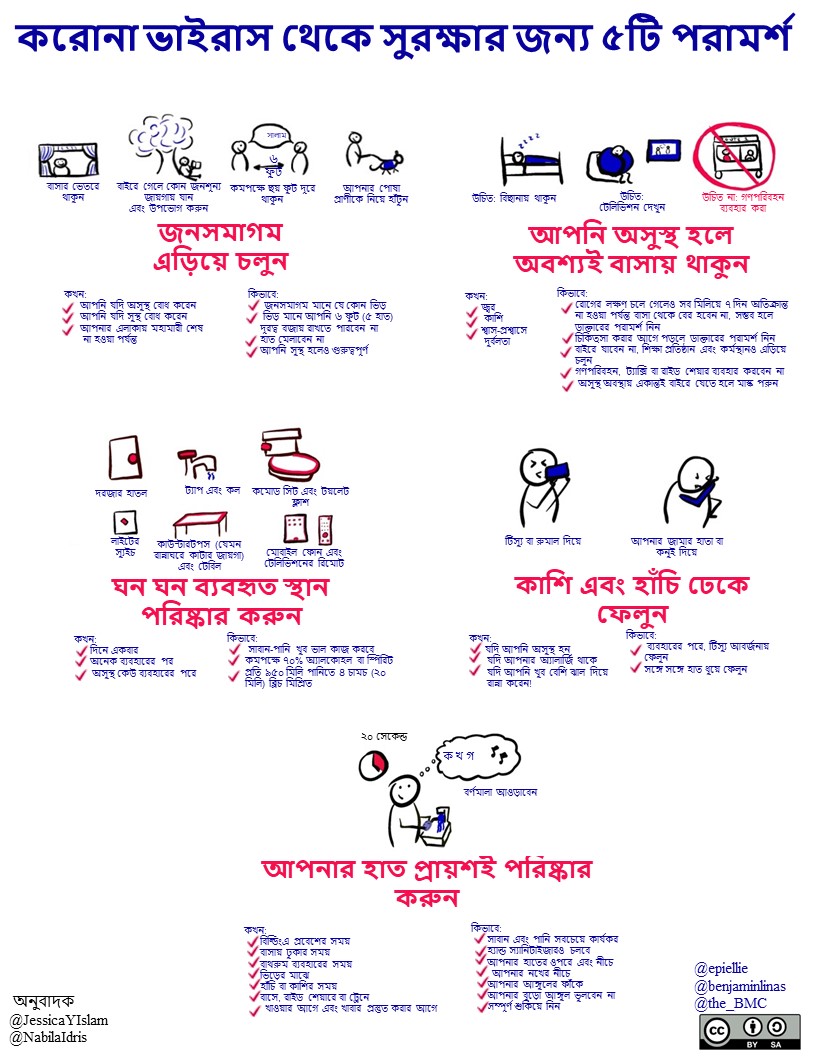 করোনা ভাইরাস থেকে সুরক্ষার জন্য ৫টি পরামর্শ
বাসার ভেতরে
থাকুন
বাইরে গেলে কোন জনশূন্য
জায়গায় যান
এবং উপভোগ করুন
সালাম
৬
ফুট
কমপক্ষে ছয় ফুট দূরে
থাকুন
আপনার পোষা
প্রাণীকে নিয়ে হাঁটুন
জনসমাগম
এড়িয়ে চলুন
কখন:
আপনি যদি অসুস্থ বোধ করেন
আপনি যদি সুস্থ বোধ করেন
আপনার এলাকায় মহামারী শেষ
না হওয়া পর্যন্ত
কিভাবে:
জনসমাগম মানে যে কোন ভিড়
ভিড় মানে আপনি ৬ ফুট (৫ হাত)
দূরত্ব বজায় রাখতে পারবেন না
হাত মেলাবেন না
আপনি সুস্থ হলেও গুরুত্বপূর্ণ
zzzz
উচিত: বিছানায় থাকুন
উচিত:
টেলিভিশন দেখুন
উচিত না: গণপরিবহন
ব্যবহার করা
আপনি অসুস্থ হলে
অবশ্যই বাসায় থাকুন
কখন:
জ্বর
কাশি
শ্বাস-প্রশ্বাসে
দুর্বলতা
কিভাবে:
রোগের লক্ষণ চলে গেলেও সব মিলিয়ে ৭ দিন অতিক্রান্ত
না হওয়া পর্যন্ত বাসা থেকে বের হবেন না, সম্ভব হলে
ডাক্তারের পরামর্শ নিন
চিকিত্সা করার আগে পড়লে ডাক্তারের পরামর্শ নিন
বাইরে যাবেন না, শিক্ষা প্রতিষ্ঠান এবং কর্মস্থানও এড়িয়ে
চলুন
গণপরিবহন, ট্যাক্সি বা রাইড শেয়ার ব্যবহার করবেন না
অসুস্থ অবস্থায় একান্তই বাইরে যেতে হলে মাস্ক পরুন
দরজার হাতল
ট্যাপ এবং কল
কমোড সিট এবং টয়লেট
ফ্লাশ
লাইটের
স্যুইচ
কাউন্টারটপস (যেমন
রান্নাঘরে কাটার জায়গা)
এবং টেবিল
মোবাইল ফোন এবং
টেলিভিশনের রিমোট
ঘন ঘন ব্যবহৃত স্থান
পরিষ্কার করুন
কখন:
দিনে একবার
অনেক ব্যবহারের পর
অসুস্থ কেউ ব্যবহারের পরে
কিভাবে:
সাবান-পানি খুব ভাল কাজ করবে
কমপক্ষে ৭০% অ্যালকোহল বা স্পিরিট
প্রতি ৯৫০ মিলি পানিতে ৪ চামচ (২০
মিলি) ব্লিচ মিশ্রিত
টিস্যু বা রুমাল দিয়ে
আপনার জামার হাতা বা
কনুই দিয়ে
কাশি এবং হাঁচি ঢেকে
ফেলুন
কখন:
যদি আপনি অসুস্থ হন
যদি আপনার অ্যালার্জি থাকে
যদি আপনি খুব বেশি ঝাল দিয়ে
রান্না করেন!
কিভাবে:
ব্যবহারের পরে, টিস্যু আবর্জনায়
ফেলুন
সঙ্গে সঙ্গে হাত ধুয়ে ফেলুন
২০ সেকেন্ড
ক খ গ
বর্ণমালা আওড়াবেন
আপনার হাত প্রায়শই পরিষ্কার
করুন
কখন:
বিল্ডিংএ প্রবেশের সময়
বাসায় ঢুকার সময়
বাথরুম ব্যবহারের সময়
ভিড়ের মাঝে
হাঁচি বা কাশির সময়
বাসে, রাইড শেয়ারে বা ট্রেনে
খাওয়ার আগে এবং খাবার প্রস্তুত করার আগে
কিভাবে:
সাবান এবং পানি সবচেয়ে কার্যকর
হ্যান্ড স্যানিটাইজারও চলবে
আপনার হাতের ওপরে এবং নীচে
আপনার নখের নীচে
আপনার আঙ্গুলের ফাঁকে
আপনার বুড়ো আঙ্গুল ভুলবেন না
সম্পূর্ণ শুকিয়ে নিন
অনুবাদক
@JessicaYIslam
@NabilaIdris
@epiellie
@benjaminlinas
@the_BMC
cc BY SA